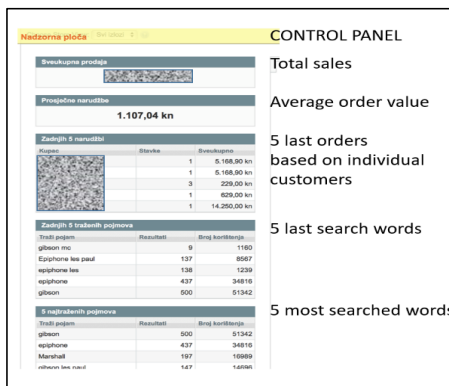 Nadzorna ploča
CONTROL PANEL
Sveukupna prodaja
Total sales
Prosječne narudžbe
Average order value
1.107,04 kn
Zadnjih 5 narudžbi
5 last orders
based on individual
customers
Kupac Stavke Sveukupno
1 5.168,90 kn
1 5.168,90 kn
3 229,00 kn
1 629,00 kn
1 14.250,00 kn
Zadnjih 5 traženih pojmova
5 last search words
Traži pojam Rezultati Broj korištenja
gibson mc 9 1160
Epiphone les paul 137 8567
epiphone les 138 1239
epiphone 437 34816
gibson 500 51342
5 najtraženih pojmova
5 most searched words
Traži pojam Rezultati Broj korištenja
gibson 500 51342
epiphone 437 34816
Marshall 197 16989
gibson les paul 147 14696